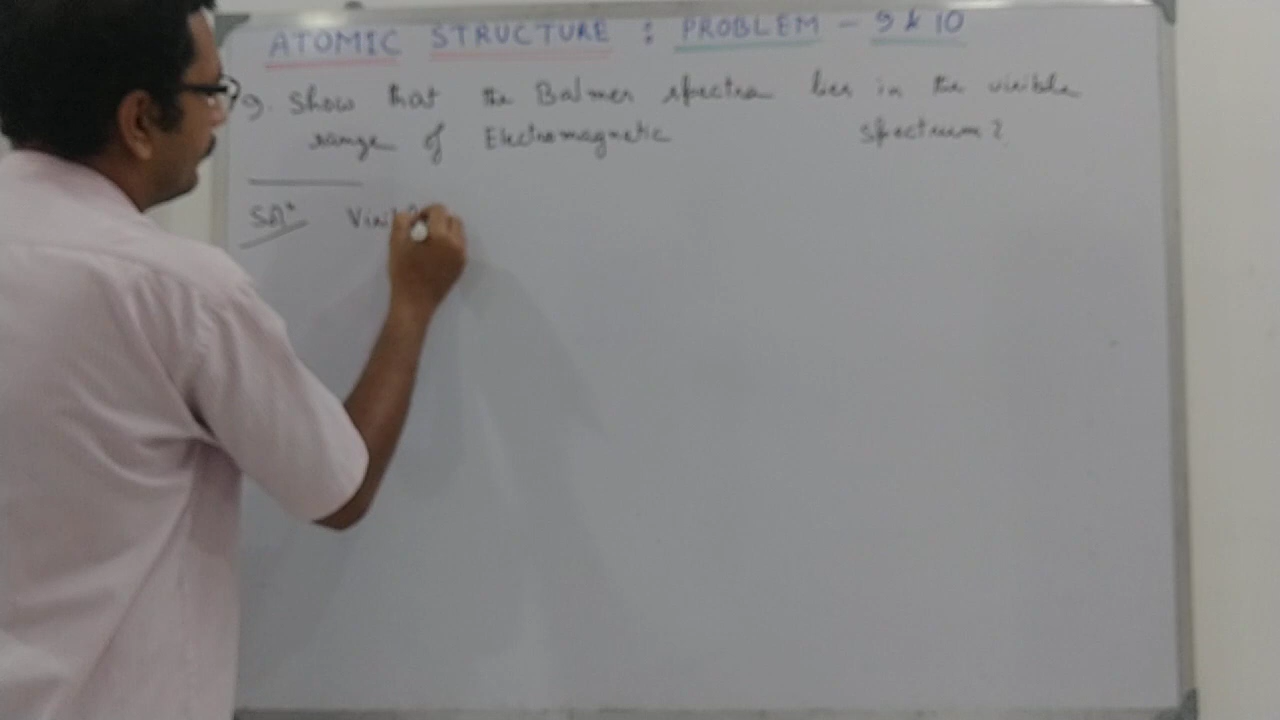 ATOMIC STRUCTURE : PROBLEM - 9 & 10
9. Show that the Balmer spectra lies in the visible
range of Electromagnetic spectrum?
Sol^n Visible